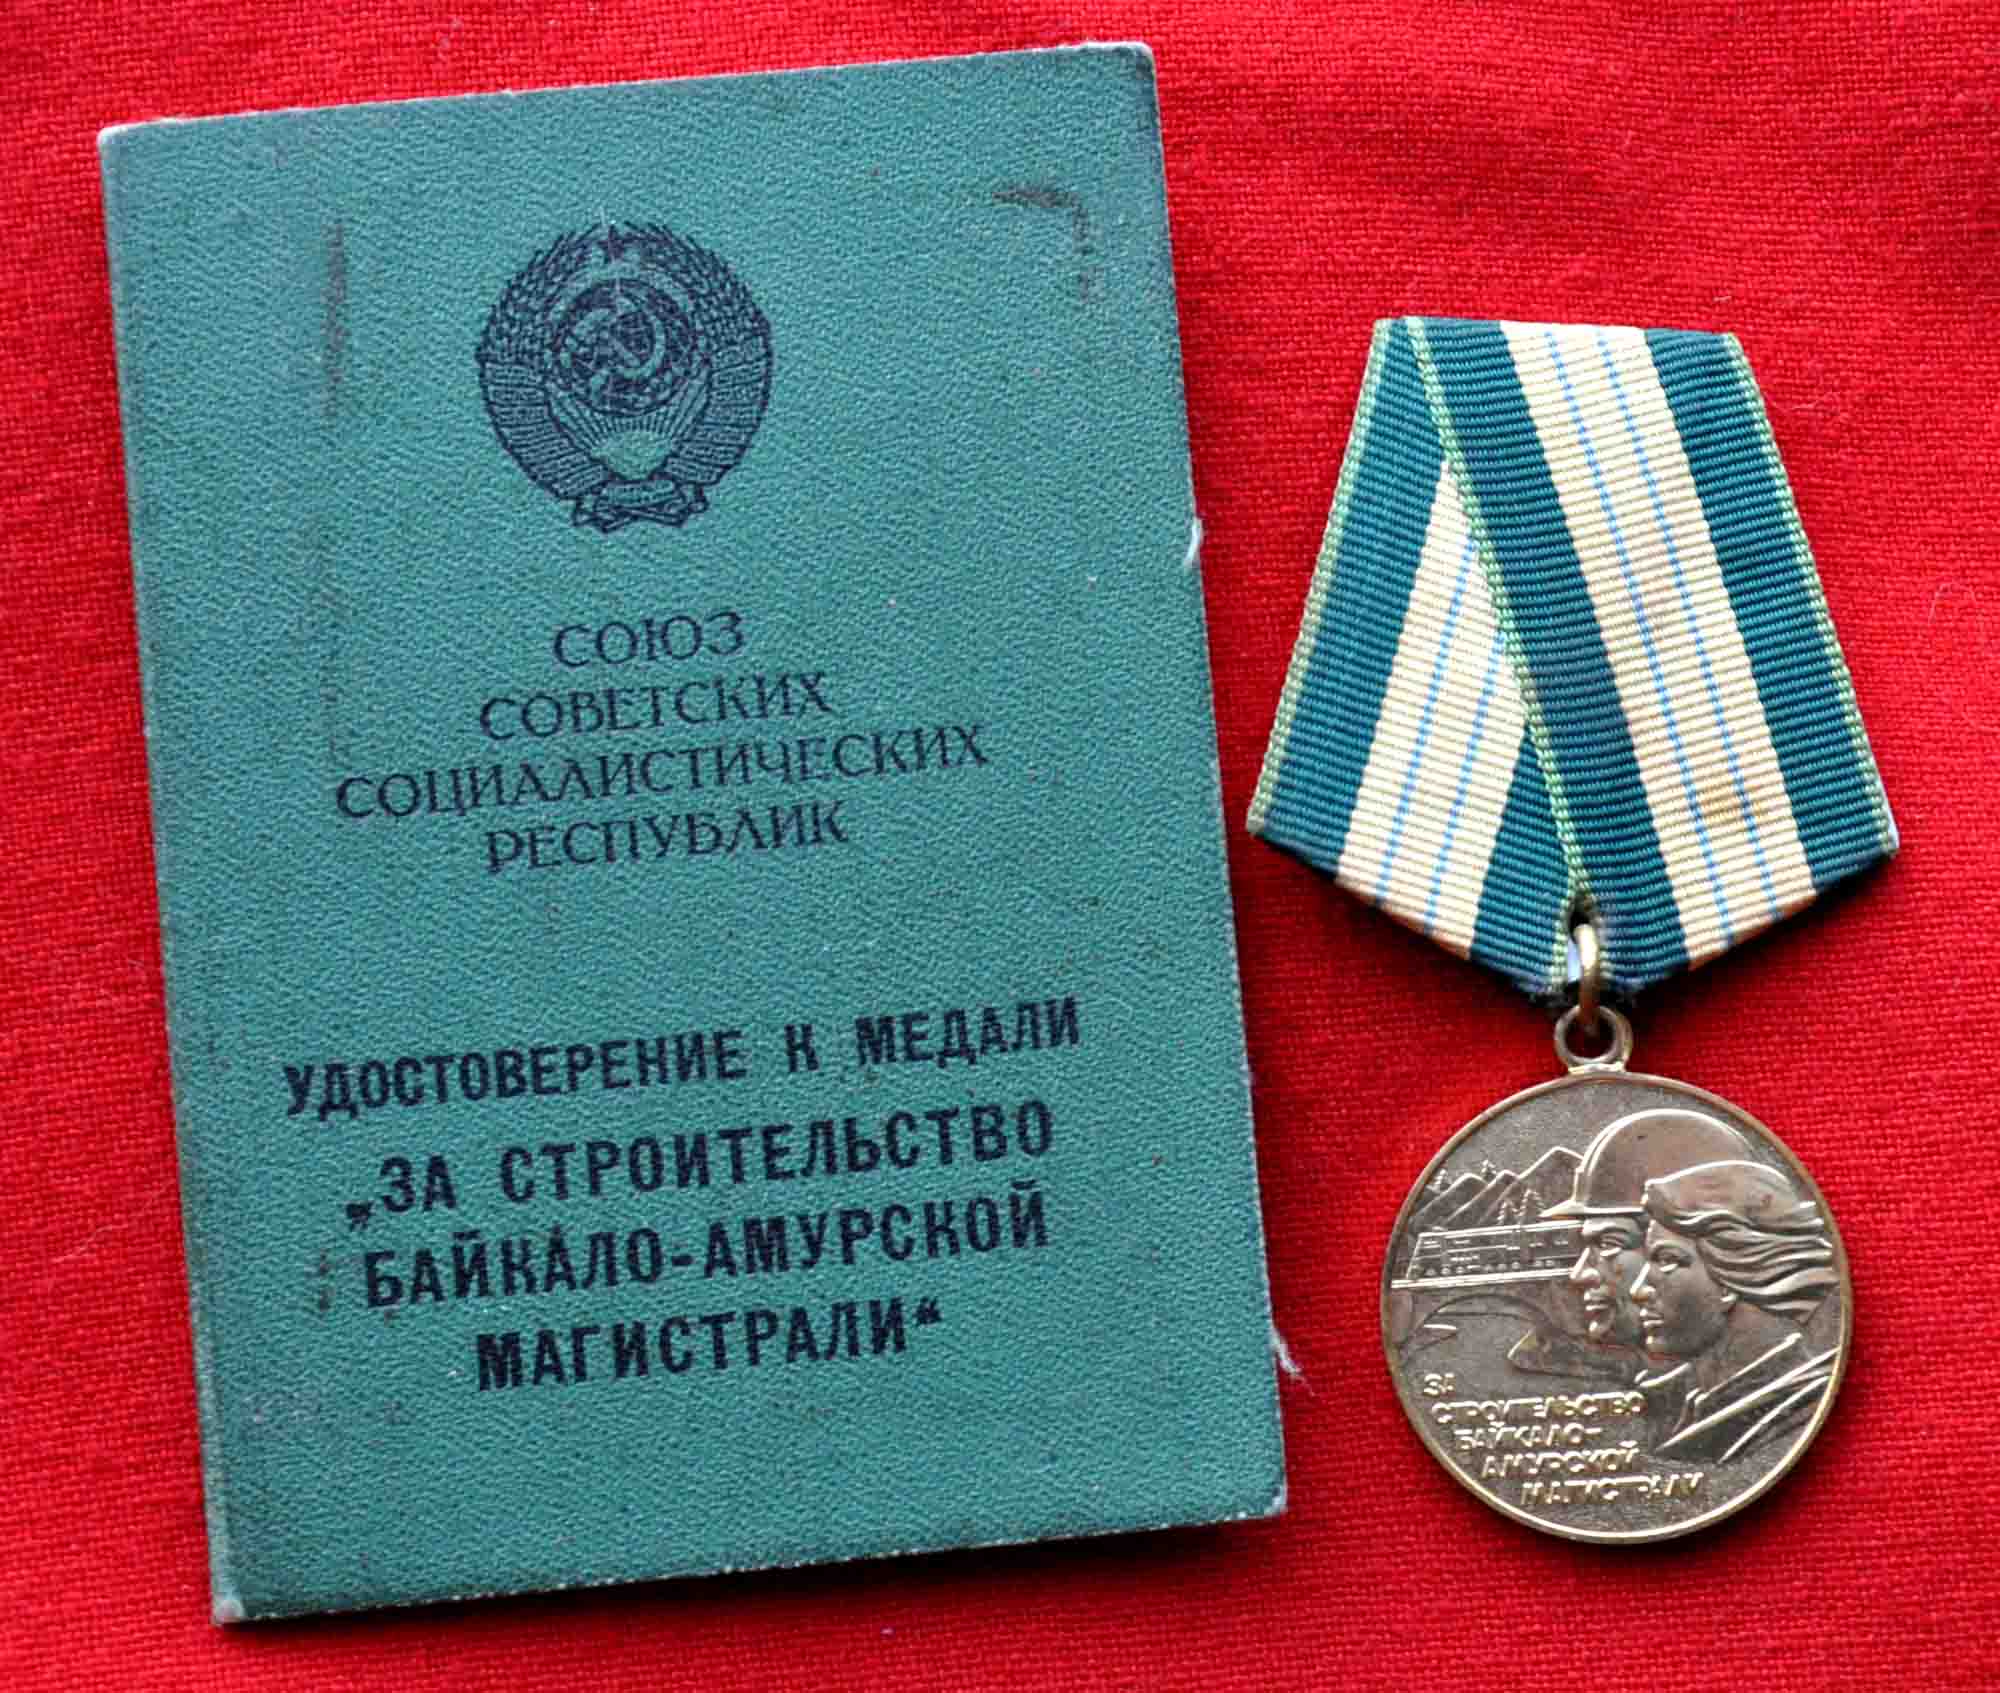 СОЮЗ
СОВЕТСКИХ
СОЦИАЛИСТИЧЕСКИХ
РЕСПУБЛИК
УДОСТОВЕРЕНИЕ К МЕДАЛИ
„ЗА СТРОИТЕЛЬСТВО
БАЙКАЛО-АМУРСКОЙ
МАГИСТРАЛИ“
ЗА
СТРОИТЕЛЬСТВО
БАЙКАЛО-
АМУРСКОЙ
МАГИСТРАЛИ